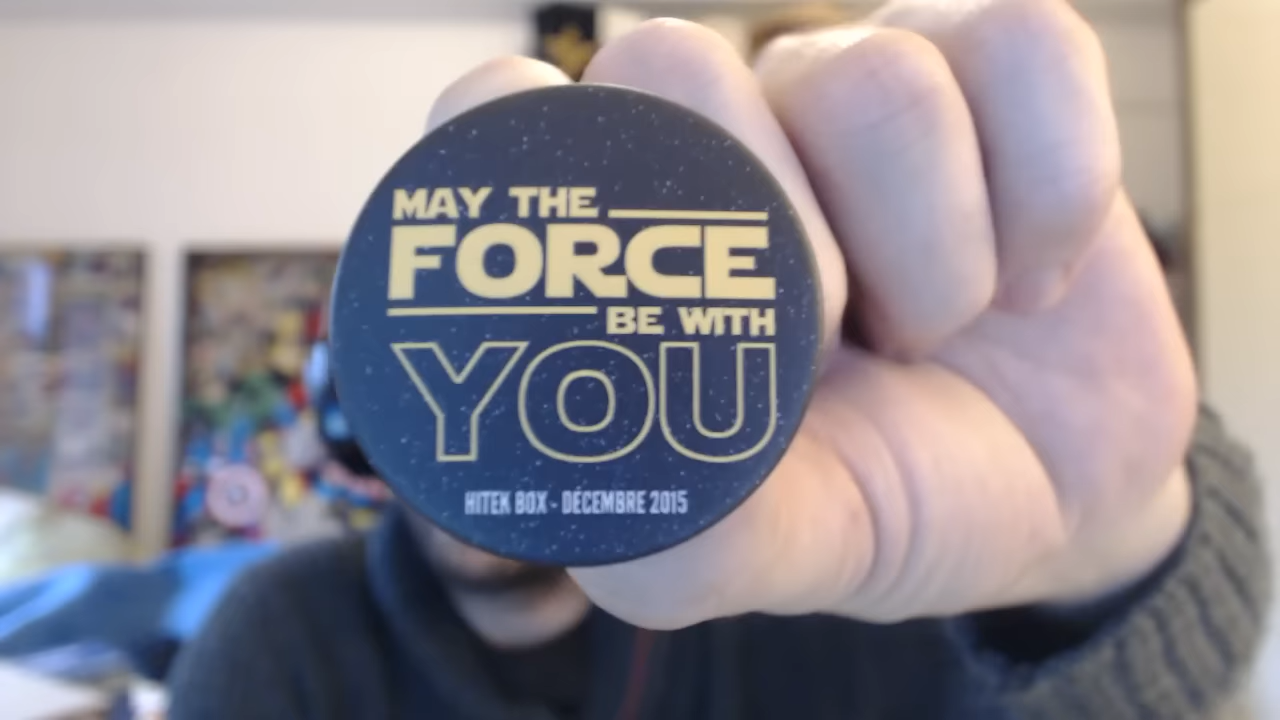 MAY THE
FORCE
BE WITH
YOU
HITEK BOX - DÉCEMBRE 2015